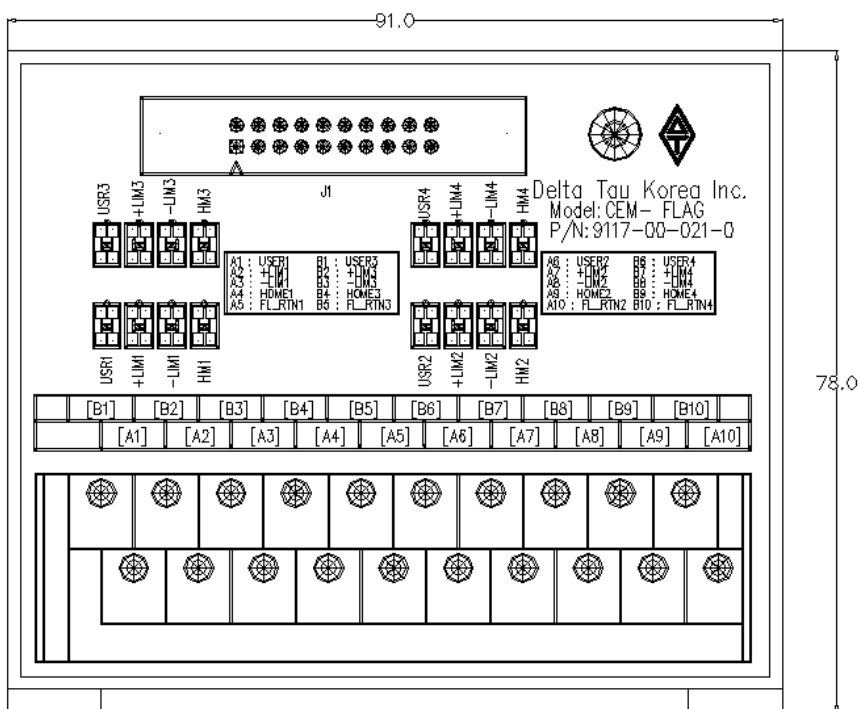 91.0
J1
USR3 +LIM3 -LIM3 HM3
USR4 +LIM4 -LIM4 HM4
Delta Tau Korea Inc.
Model: CEM- FLAG
P/N: 9117-00-021-0
A1 : USER1 B1 : USER3
A2 : +LIM1 B2 : +LIM3
A3 : -LIM1 B3 : -LIM3
A4 : HOME1 B4 : HOME3
A5 : FL_RTN1 B5 : FL_RTN3
A6 : USER2 B6 : USER4
A7 : +LIM2 B7 : +LIM4
A8 : -LIM2 B8 : -LIM4
A9 : HOME2 B9 : HOME4
A10 : FL_RTN2 B10 : FL_RTN4
USR1 +LIM1 -LIM1 HM1
USR2 +LIM2 -LIM2 HM2
78.0
[B1] [B2] [B3] [B4] [B5] [B6] [B7] [B8] [B9] [B10]
[A1] [A2] [A3] [A4] [A5] [A6] [A7] [A8] [A9] [A10]